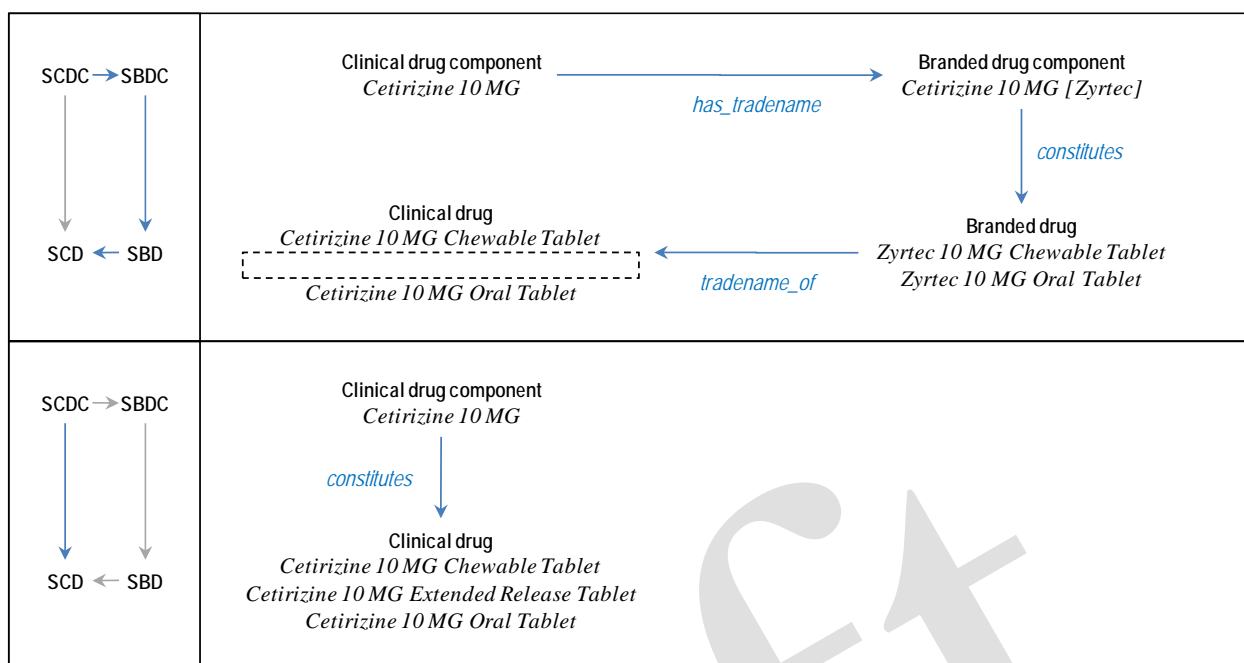 SCDC SBDC
SCD SBD
Clinical drug component
Cetirizine 10 MG
has_tradename
Branded drug component
Cetirizine 10 MG [Zyrtec]
constitutes
Branded drug
Zyrtec 10 MG Chewable Tablet
Zyrtec 10 MG Oral Tablet
tradename_of
Clinical drug
Cetirizine 10 MG Chewable Tablet
Cetirizine 10 MG Oral Tablet
SCDC SBDC
SCD SBD
Clinical drug component
Cetirizine 10 MG
constitutes
Clinical drug
Cetirizine 10 MG Chewable Tablet
Cetirizine 10 MG Extended Release Tablet
Cetirizine 10 MG Oral Tablet
ft